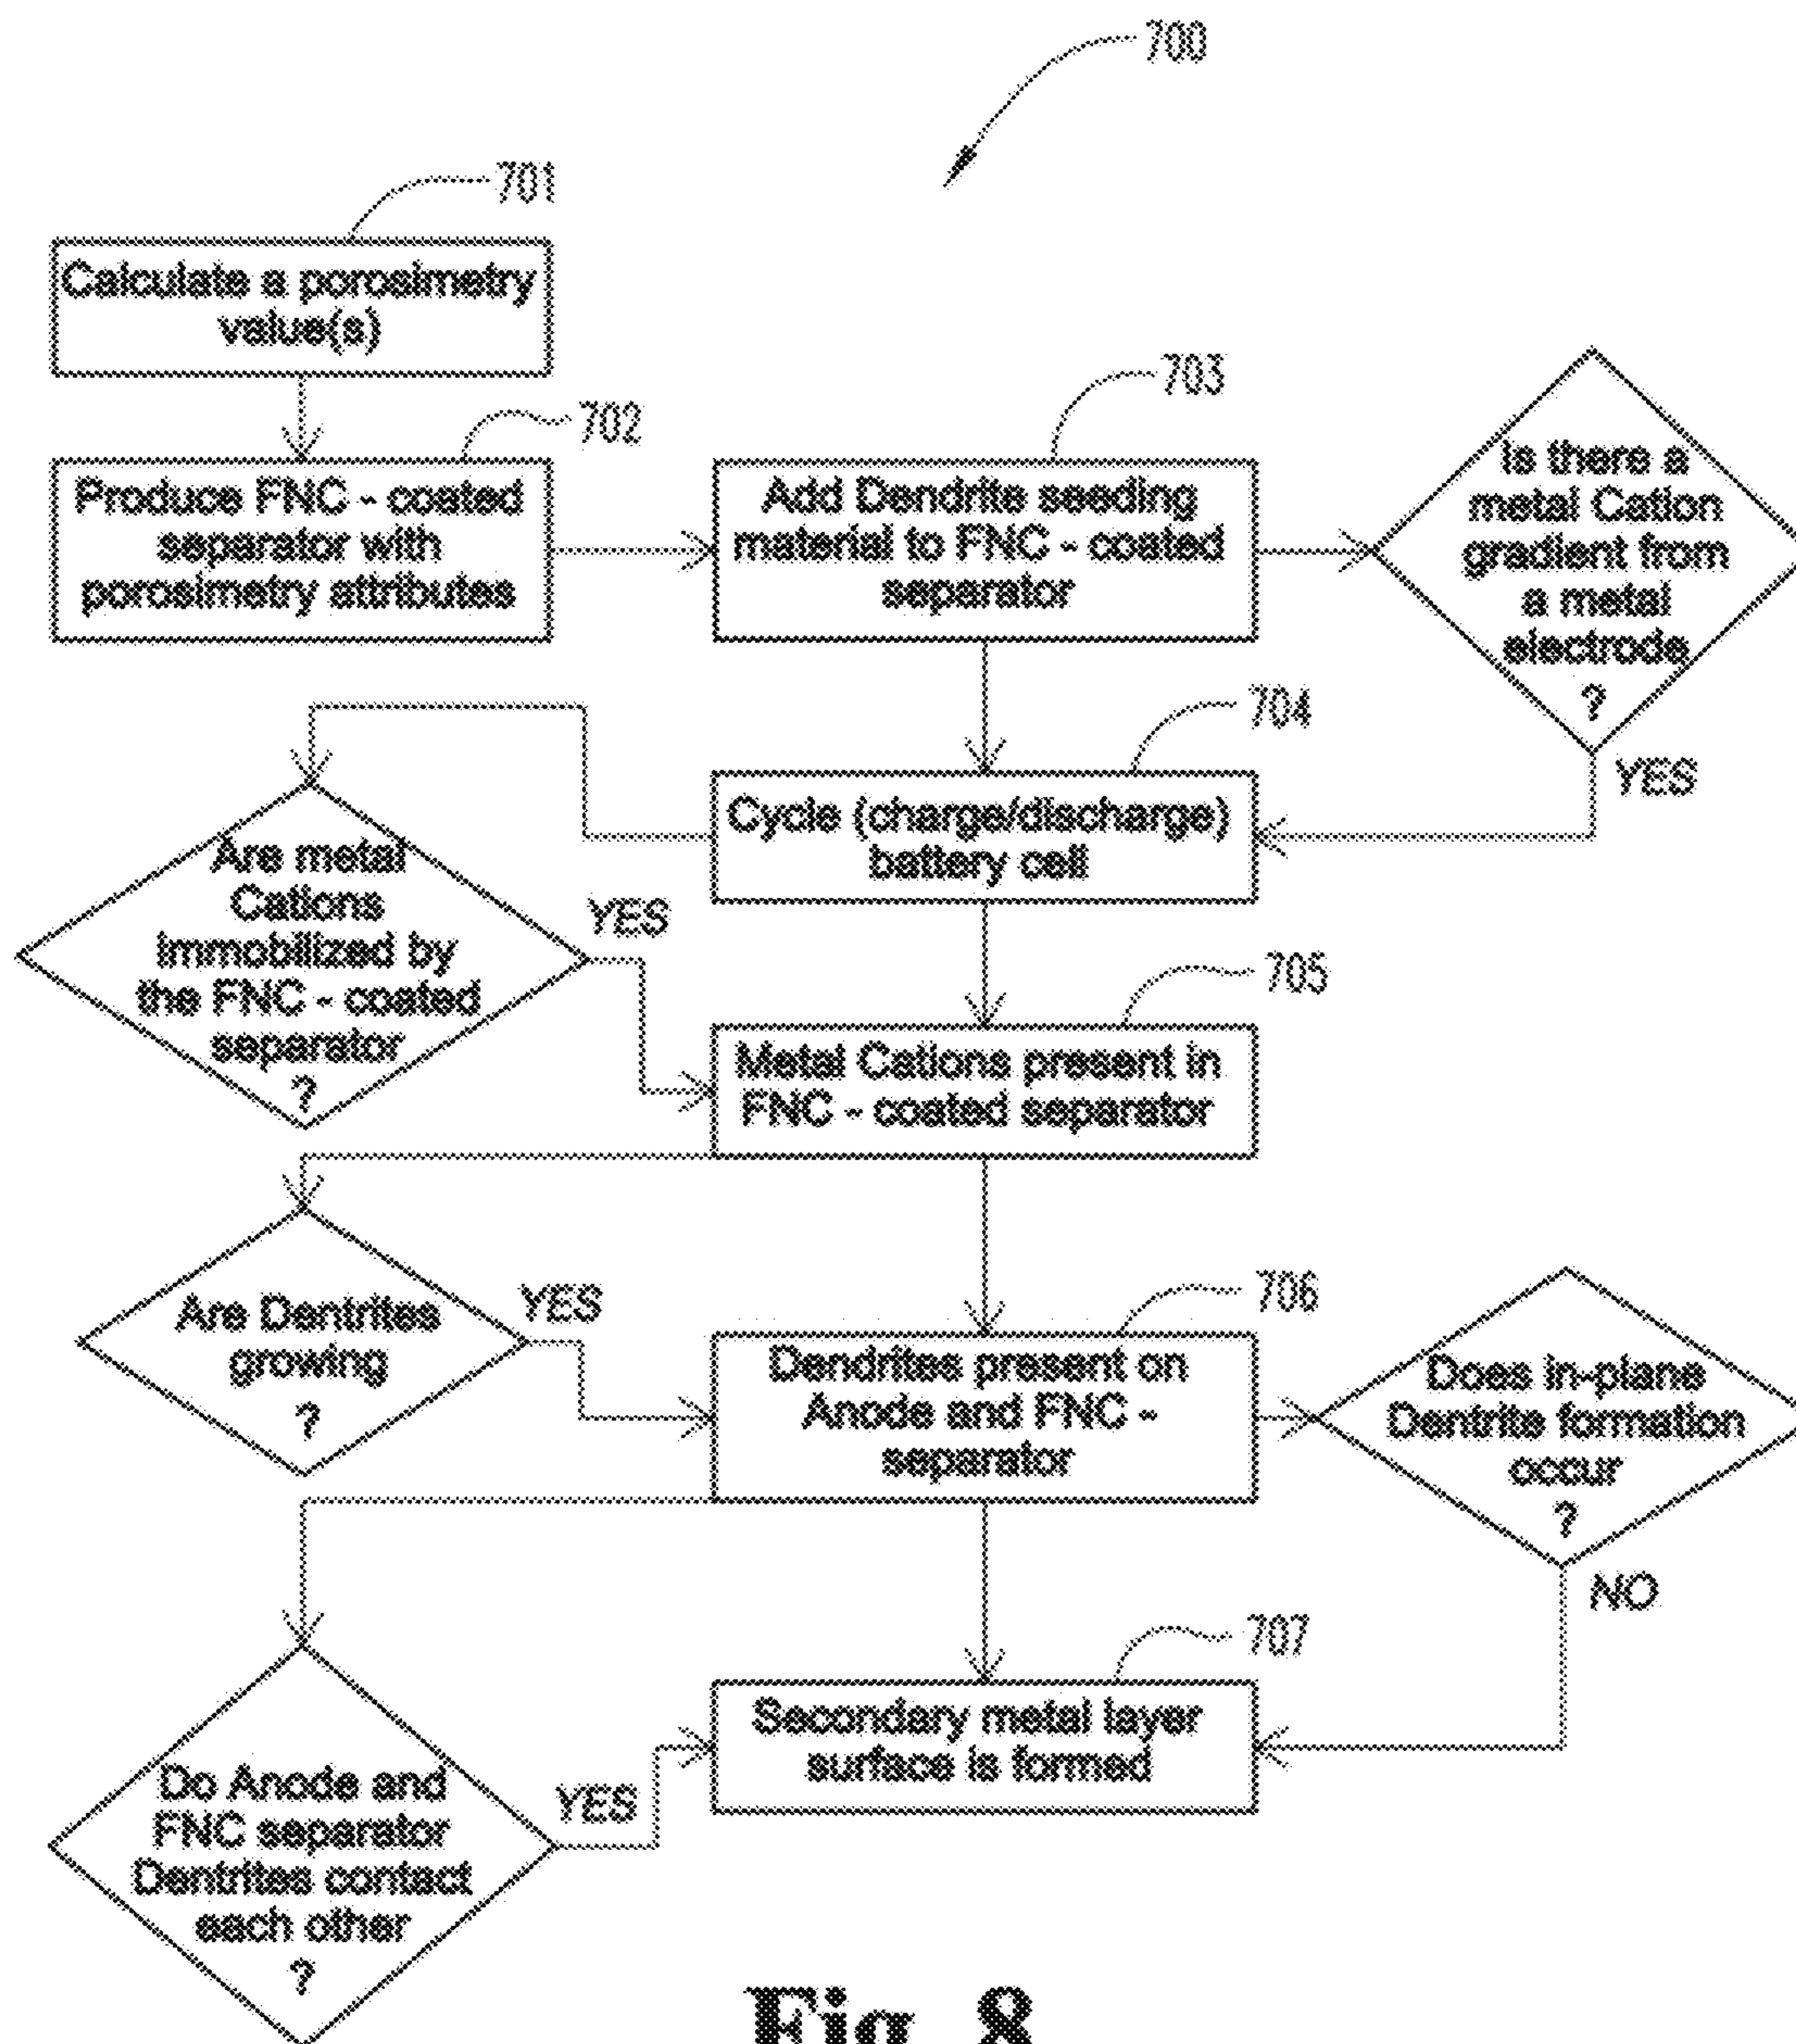 700
701
Calculate a porosimetry
value(s)
702
Produce FNC - coated
separator with
porosimetry attributes
703
Add Dendrite seeding
material to FNC - coated
separator
Is there a
metal Cation
gradient from
a metal
electrode
?
YES
704
Cycle (charge/discharge)
battery cell
Are metal
Cations
immobilized by
the FNC - coated
separator
?
YES
705
Metal Cations present in
FNC - coated separator
Are Dentrites
growing
?
YES
706
Dendrites present on
Anode and FNC -
separator
Does in-plane
Dentrite formation
occur
?
NO
707
Secondary metal layer
surface is formed
Do Anode and
FNC separator
Dentrites contact
each other
?
YES
Fig. 8